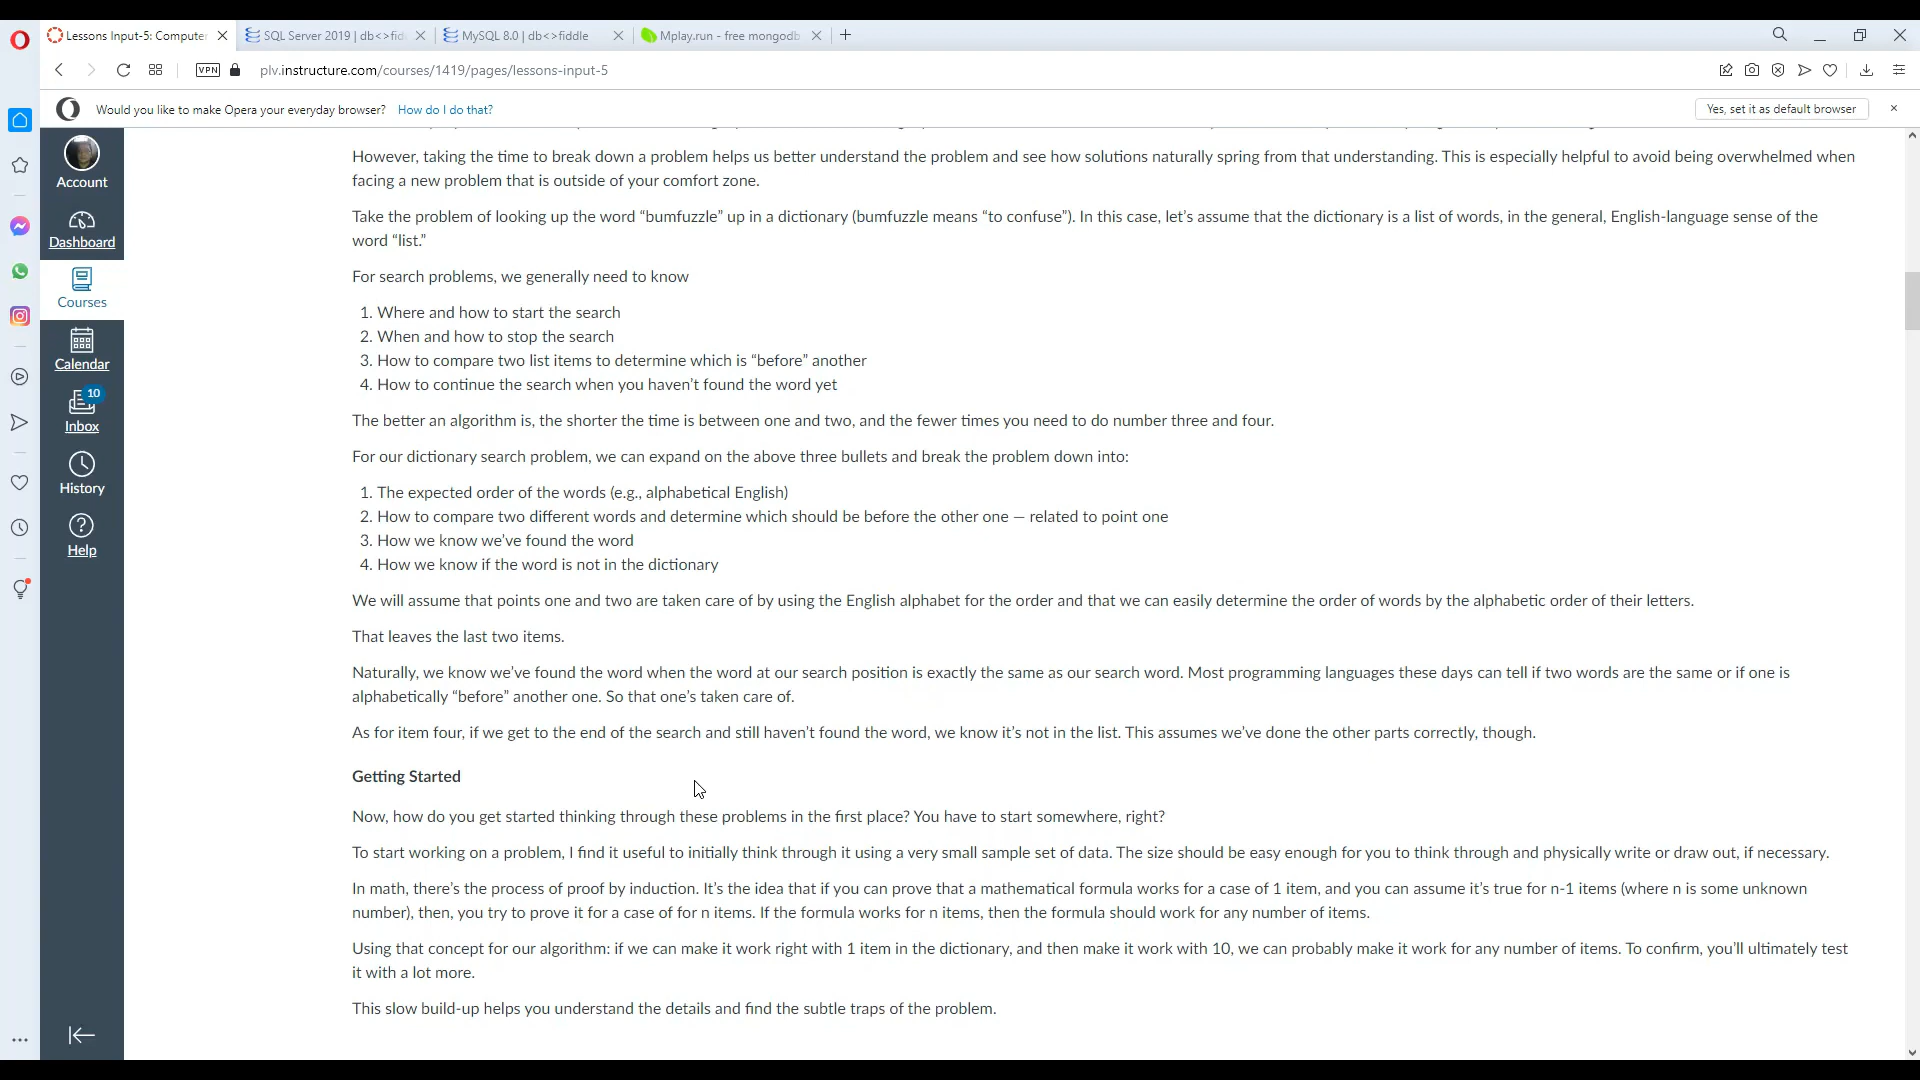 Lessons Input-5: Computer
SQL Server 2019 | db<>fid
MySQL 8.0 | db<>fiddle
Mplay.run - free mongodb
VPN
plv.instructure.com/courses/1419/pages/lessons-input-5
Would you like to make Opera your everyday browser? How do I do that?
Yes, set it as default browser
Account
Dashboard
Courses
Calendar
10
Inbox
History
Help
However, taking the time to break down a problem helps us better understand the problem and see how solutions naturally spring from that understanding. This is especially helpful to avoid being overwhelmed when
facing a new problem that is outside of your comfort zone.
Take the problem of looking up the word “bumfuzzle” up in a dictionary (bumfuzzle means “to confuse”). In this case, let’s assume that the dictionary is a list of words, in the general, English-language sense of the
word “list.”
For search problems, we generally need to know
1. Where and how to start the search
2. When and how to stop the search
3. How to compare two list items to determine which is “before” another
4. How to continue the search when you haven’t found the word yet
The better an algorithm is, the shorter the time is between one and two, and the fewer times you need to do number three and four.
For our dictionary search problem, we can expand on the above three bullets and break the problem down into:
1. The expected order of the words (e.g., alphabetical English)
2. How to compare two different words and determine which should be before the other one — related to point one
3. How we know we’ve found the word
4. How we know if the word is not in the dictionary
We will assume that points one and two are taken care of by using the English alphabet for the order and that we can easily determine the order of words by the alphabetic order of their letters.
That leaves the last two items.
Naturally, we know we’ve found the word when the word at our search position is exactly the same as our search word. Most programming languages these days can tell if two words are the same or if one is
alphabetically “before” another one. So that one’s taken care of.
As for item four, if we get to the end of the search and still haven’t found the word, we know it’s not in the list. This assumes we’ve done the other parts correctly, though.
Getting Started
Now, how do you get started thinking through these problems in the first place? You have to start somewhere, right?
To start working on a problem, I find it useful to initially think through it using a very small sample set of data. The size should be easy enough for you to think through and physically write or draw out, if necessary.
In math, there’s the process of proof by induction. It’s the idea that if you can prove that a mathematical formula works for a case of 1 item, and you can assume it’s true for n-1 items (where n is some unknown
number), then, you try to prove it for a case of for n items. If the formula works for n items, then the formula should work for any number of items.
Using that concept for our algorithm: if we can make it work right with 1 item in the dictionary, and then make it work with 10, we can probably make it work for any number of items. To confirm, you’ll ultimately test
it with a lot more.
This slow build-up helps you understand the details and find the subtle traps of the problem.